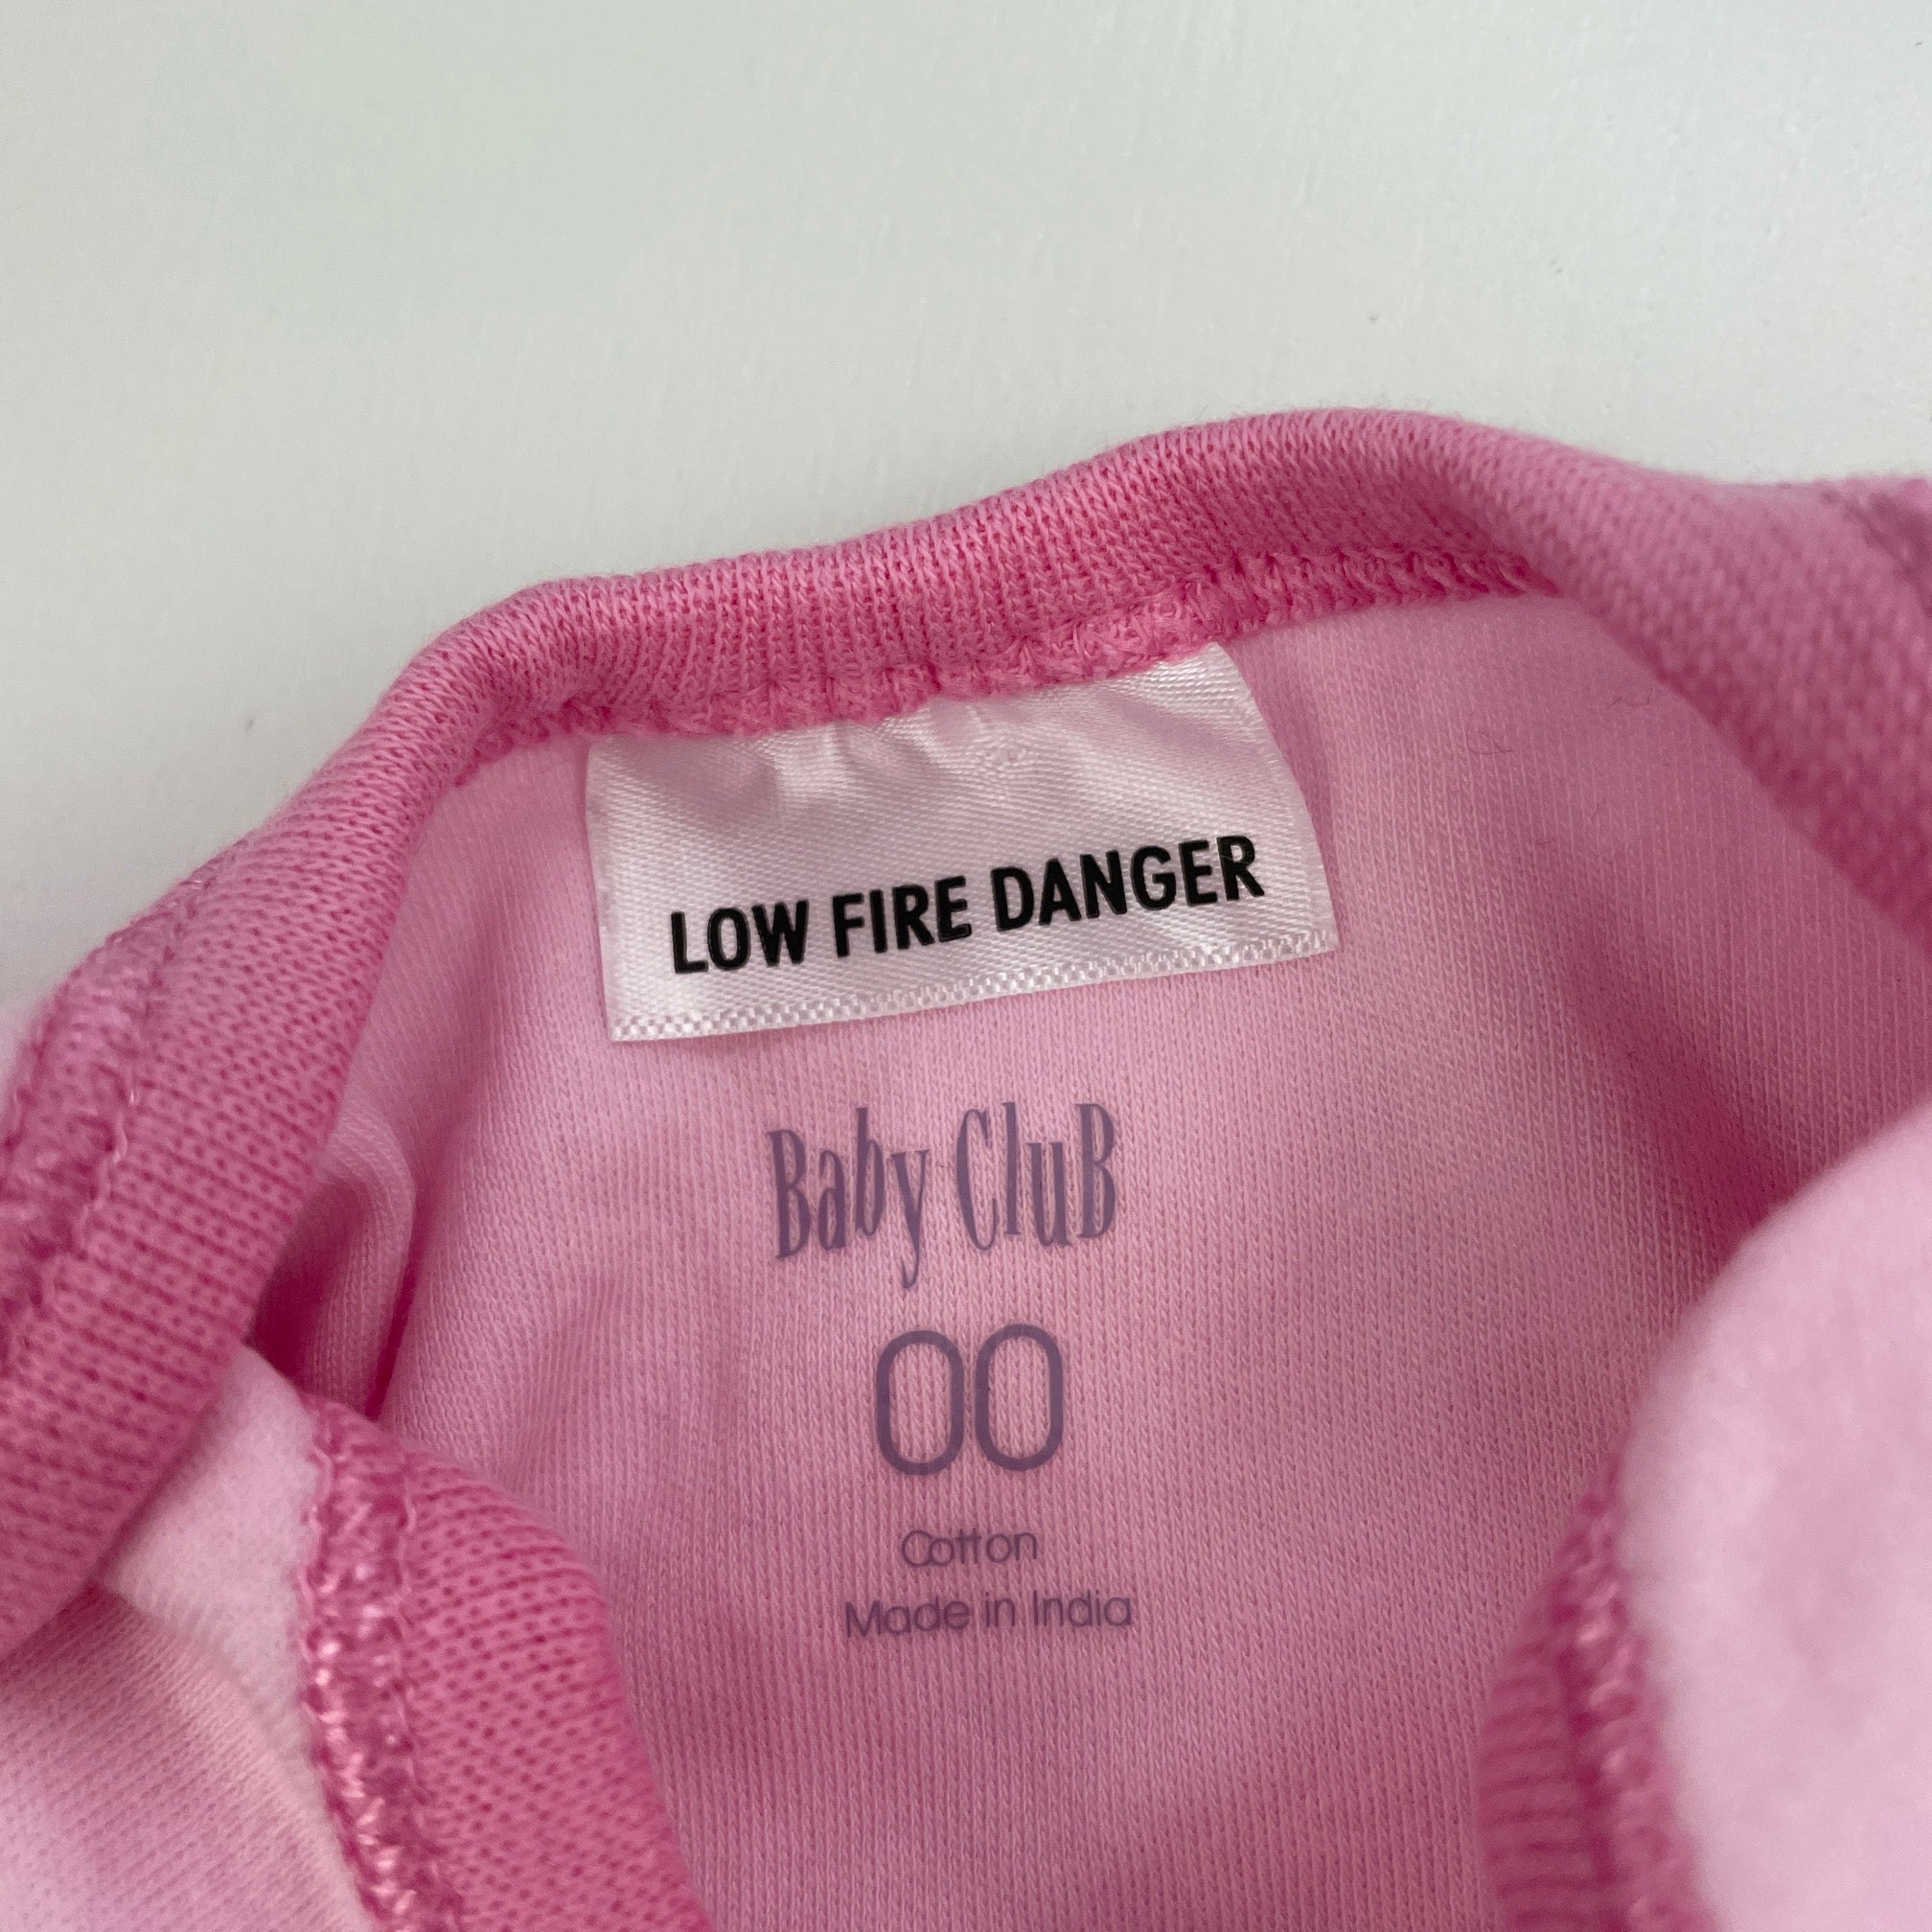 LOW FIRE DANGER
Baby CluB
00
Cotton
Made in India